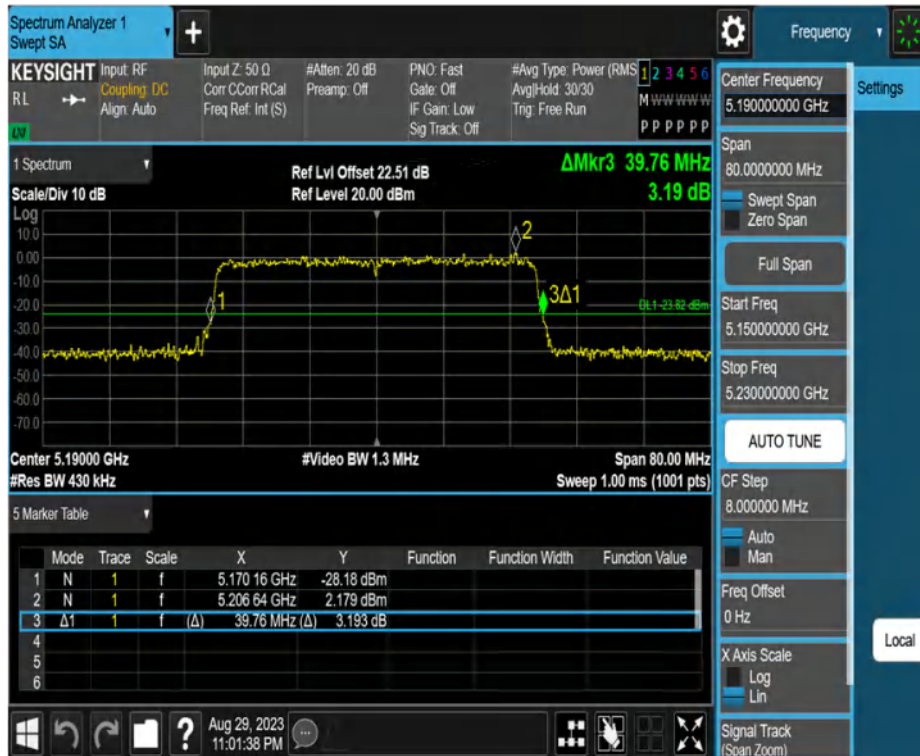 Spectrum Analyzer 1
Swept SA
+
Frequency
KEYSIGHT
RL
LNI
Input: RF
Coupling: DC
Align: Auto
Input Z: 50 Ω
Corr CCorr RCal
Freq Ref: Int (S)
#Atten: 20 dB
Preamp: Off
PNO: Fast
Gate: Off
IF Gain: Low
Sig Track: Off
#Avg Type: Power (RMS
Avg|Hold: 30/30
Trig: Free Run
1 2 3 4 5 6
M W W W W W
P P P P P P
Center Frequency
5.190000000 GHz
Settings
Span
80.0000000 MHz
Swept Span
Zero Span
Full Span
Start Freq
5.150000000 GHz
Stop Freq
5.230000000 GHz
AUTO TUNE
CF Step
8.000000 MHz
Auto
Man
Freq Offset
0 Hz
X Axis Scale
Log
Lin
Signal Track
(Span Zoom)
Local
1 Spectrum
Scale/Div 10 dB
Ref Lvl Offset 22.51 dB
Ref Level 20.00 dBm
ΔMkr3 39.76 MHz
3.19 dB
Log
10.0
0.00
-10.0
-20.0
-30.0
-40.0
-50.0
-60.0
-70.0
1
2
3Δ1
DL1 -23.82 dBm
Center 5.19000 GHz
#Video BW 1.3 MHz
Span 80.00 MHz
#Res BW 430 kHz
Sweep 1.00 ms (1001 pts)
5 Marker Table
Mode Trace Scale X Y Function Function Width Function Value
1 N 1 f 5.170 16 GHz -28.18 dBm
2 N 1 f 5.206 64 GHz 2.179 dBm
3 Δ1 1 f (Δ) 39.76 MHz (Δ) 3.193 dB
4
5
6
?
Aug 29, 2023
11:01:38 PM